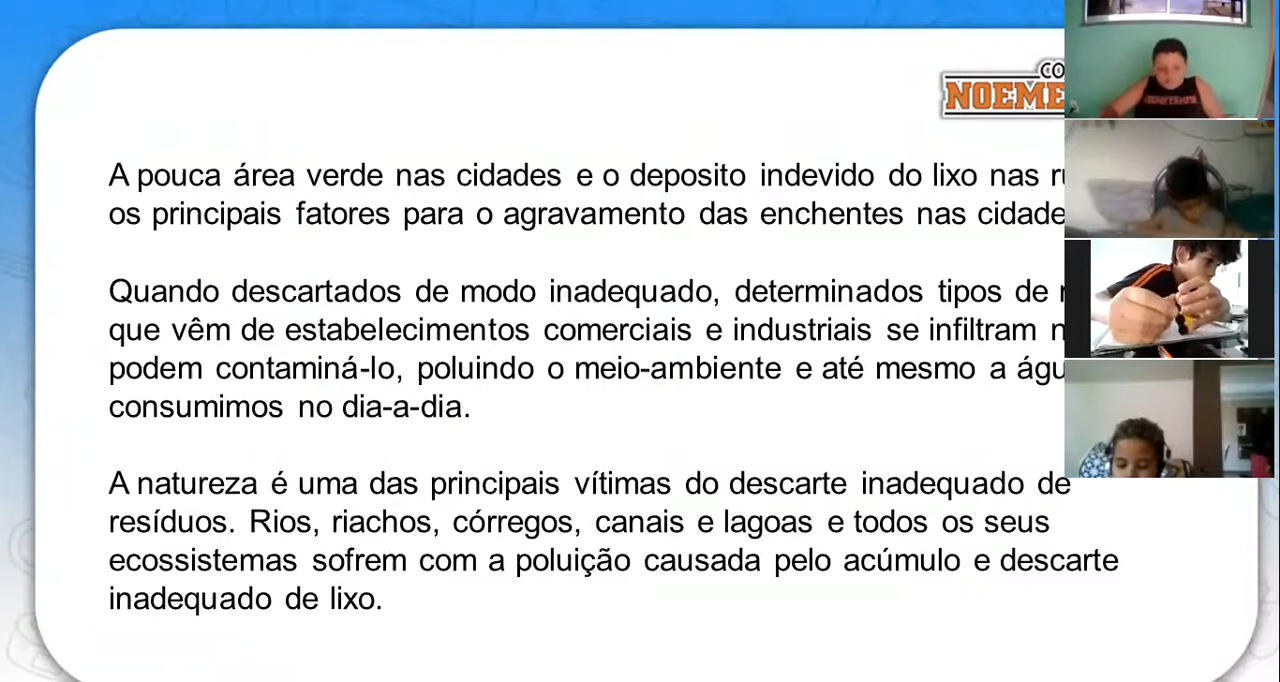 CO
NOEME
A pouca área verde nas cidades e o deposito indevido do lixo nas
os principais fatores para o agravamento das enchentes nas cidade
Quando descartados de modo inadequado, determinados tipos de
que vêm de estabelecimentos comerciais e industriais se infiltram
podem contaminá-lo, poluindo o meio-ambiente e até mesmo a águ
consumimos no dia-a-dia.
A natureza é uma das principais vítimas do descarte inadequado de
resíduos. Rios, riachos, córregos, canais e lagoas e todos os seus
ecossistemas sofrem com a poluição causada pelo acúmulo e descarte
inadequado de lixo.